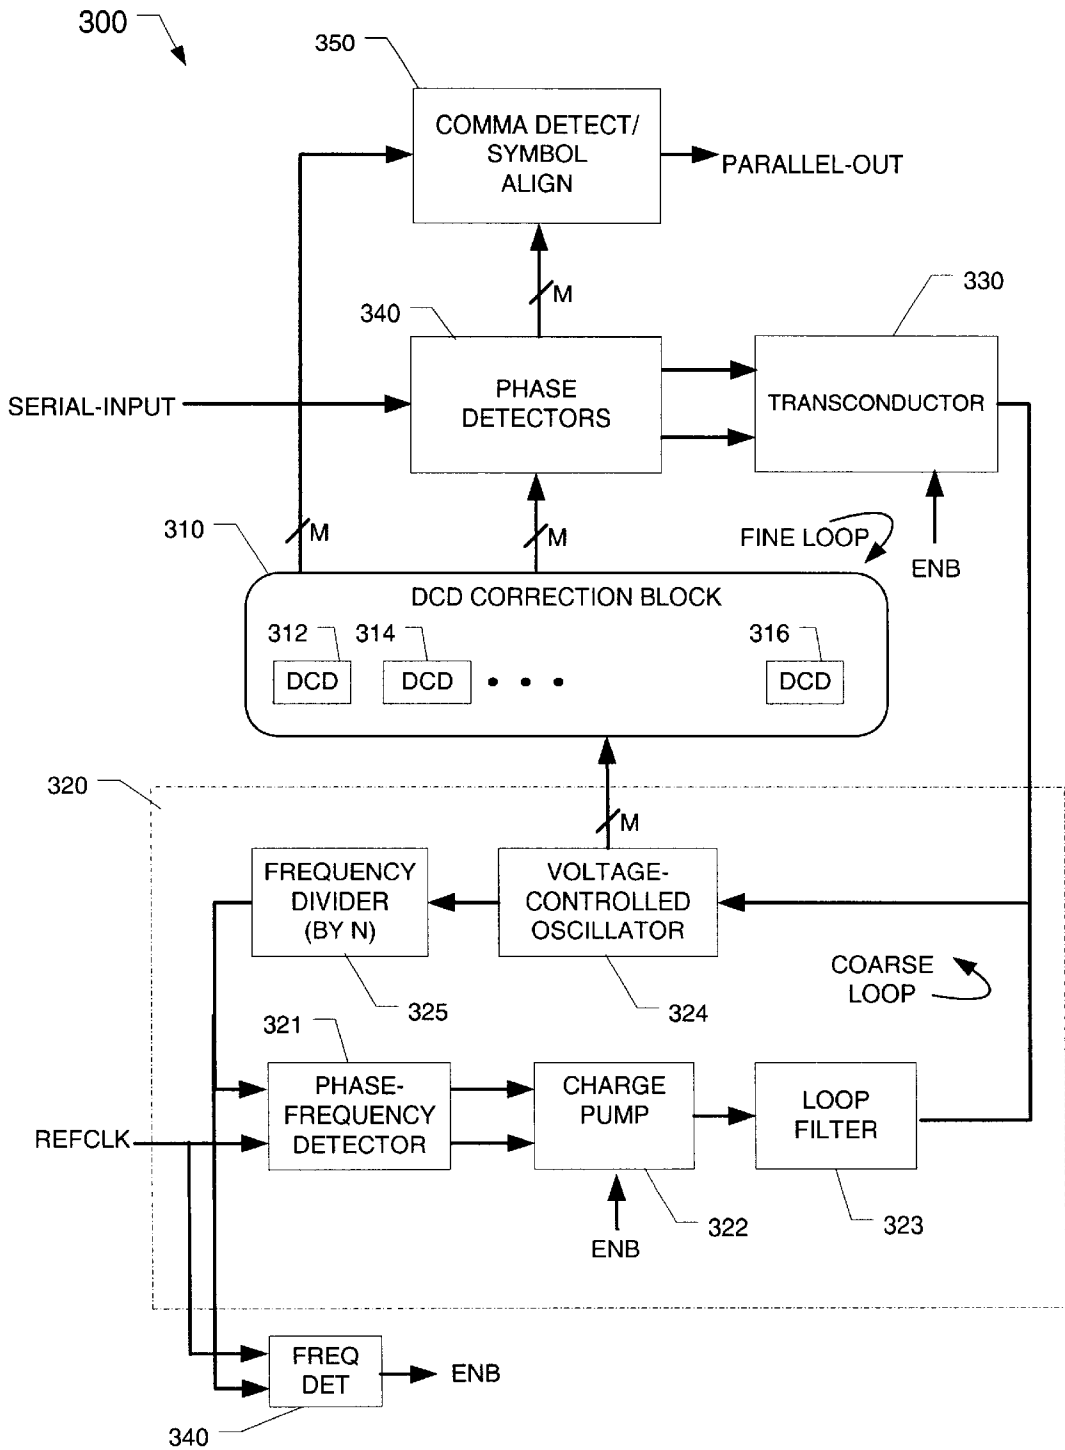 300
350
COMMA DETECT/
SYMBOL
ALIGN
PARALLEL-OUT
M
340
330
SERIAL-INPUT
PHASE
DETECTORS
TRANSCONDUCTOR
310
M
M
FINE LOOP
ENB
DCD CORRECTION BLOCK
312
314
316
DCD
DCD
DCD
320
M
FREQUENCY
DIVIDER
(BY N)
VOLTAGE-
CONTROLLED
OSCILLATOR
COARSE
LOOP
325
324
321
PHASE-
FREQUENCY
DETECTOR
CHARGE
PUMP
LOOP
FILTER
REFCLK
322
323
ENB
FREQ
DET
ENB
340